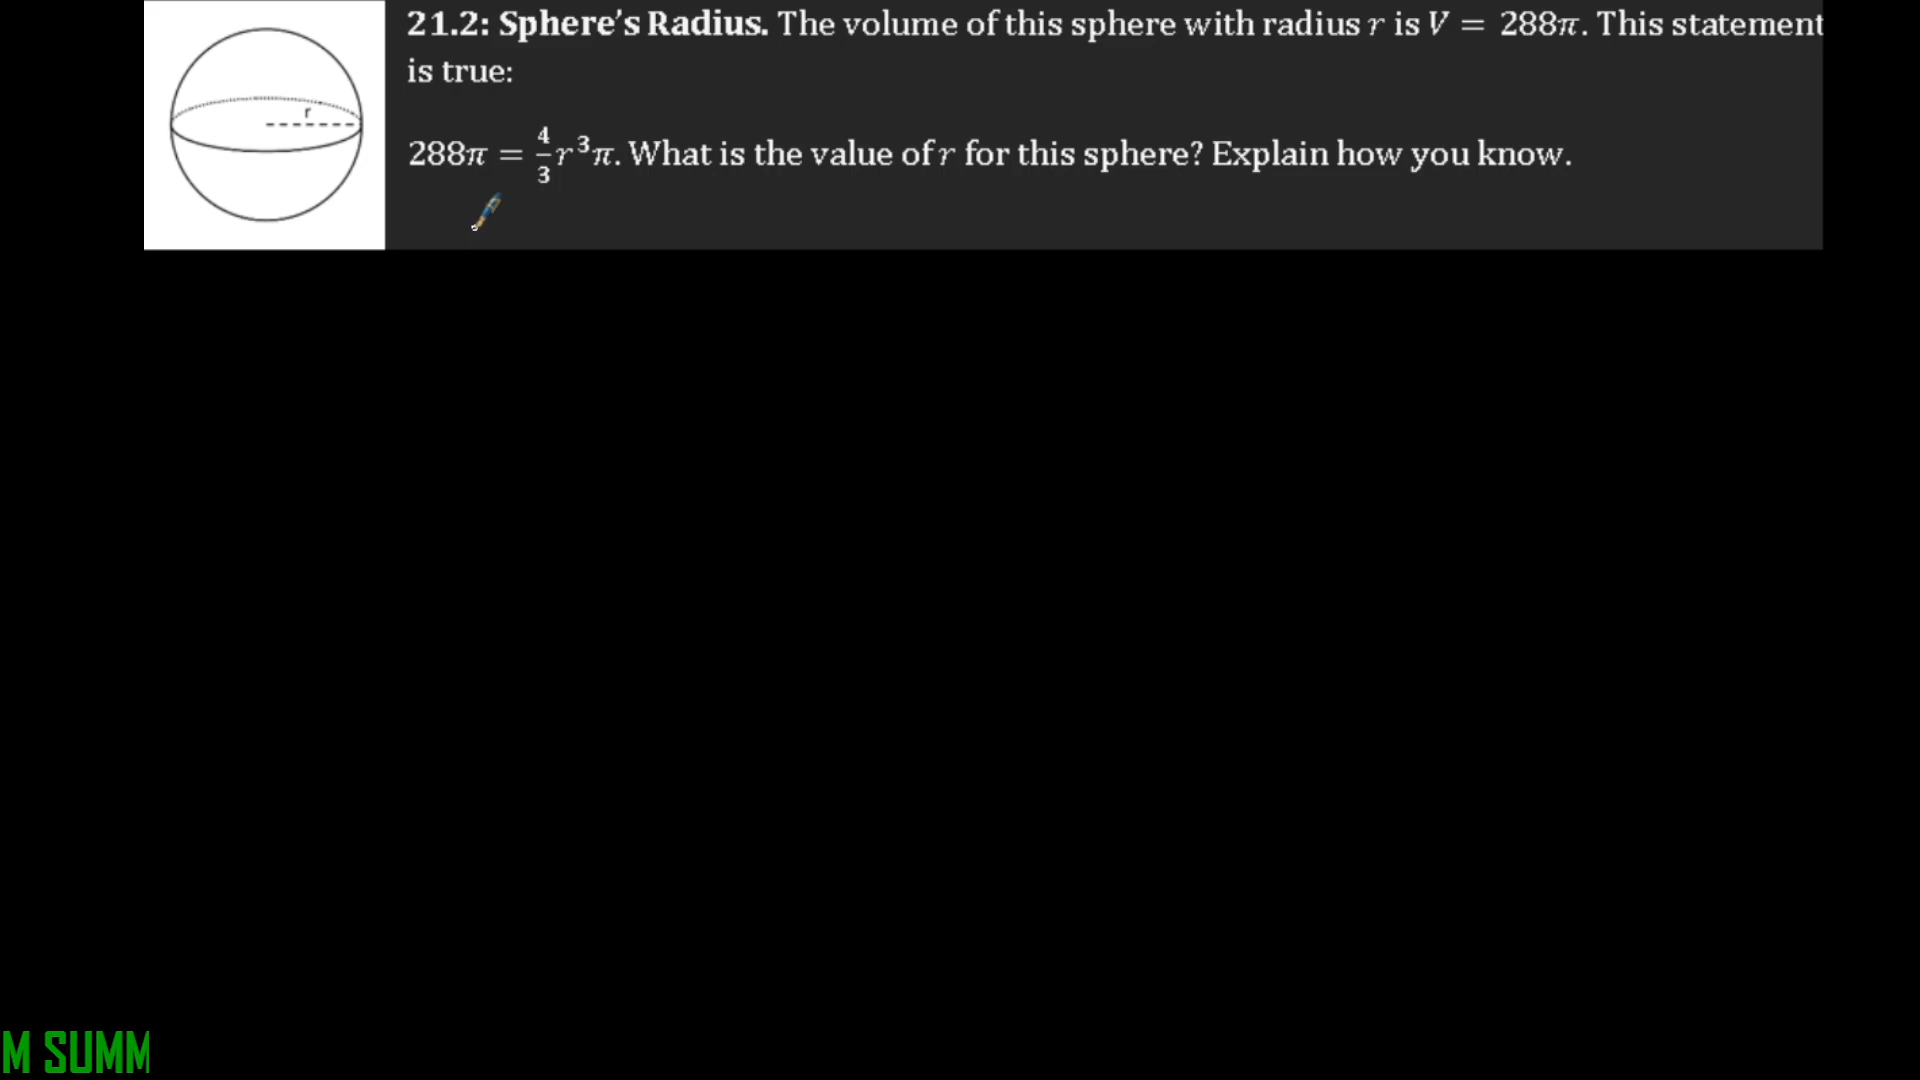 21.2: Sphere's Radius. The volume of this sphere with radius r is V = 288π. This statement
is true:
r
288π = 4/3 r³π. What is the value of r for this sphere? Explain how you know.
M SUMM